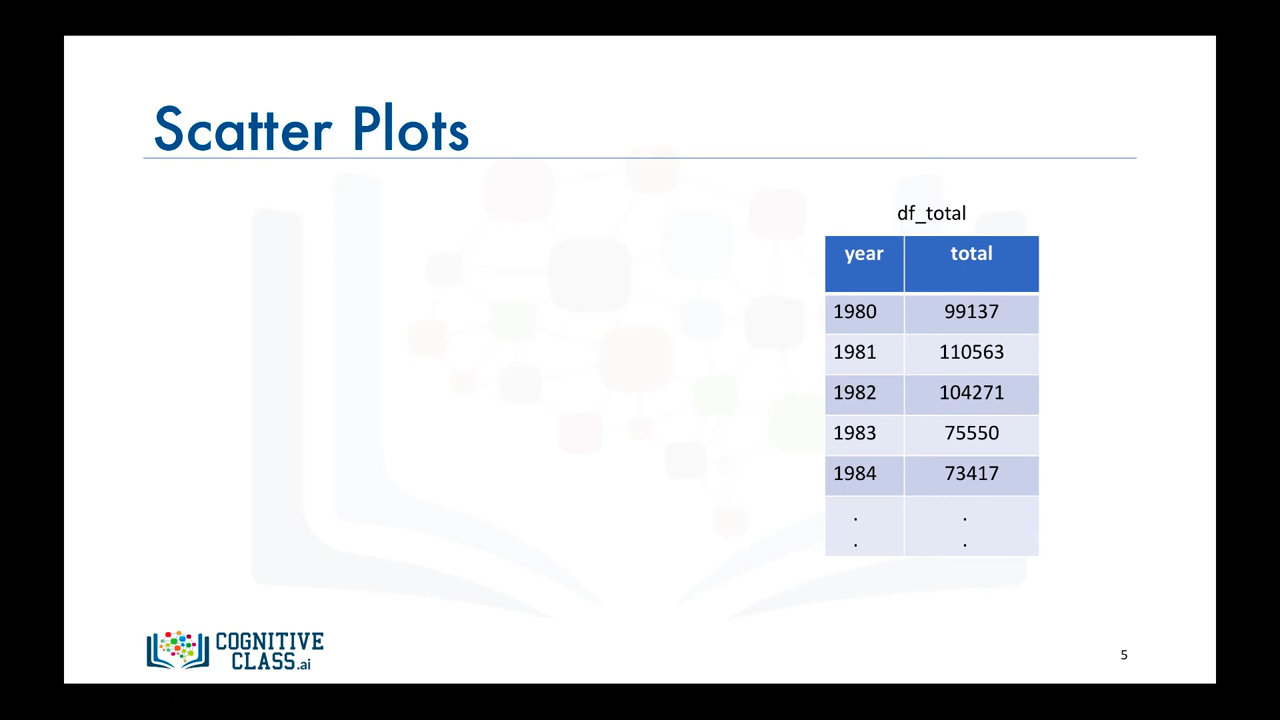 Scatter Plots
df_total
year total
1980 99137
1981 110563
1982 104271
1983 75550
1984 73417
. .
. .
COGNITIVE
CLASS.ai
5